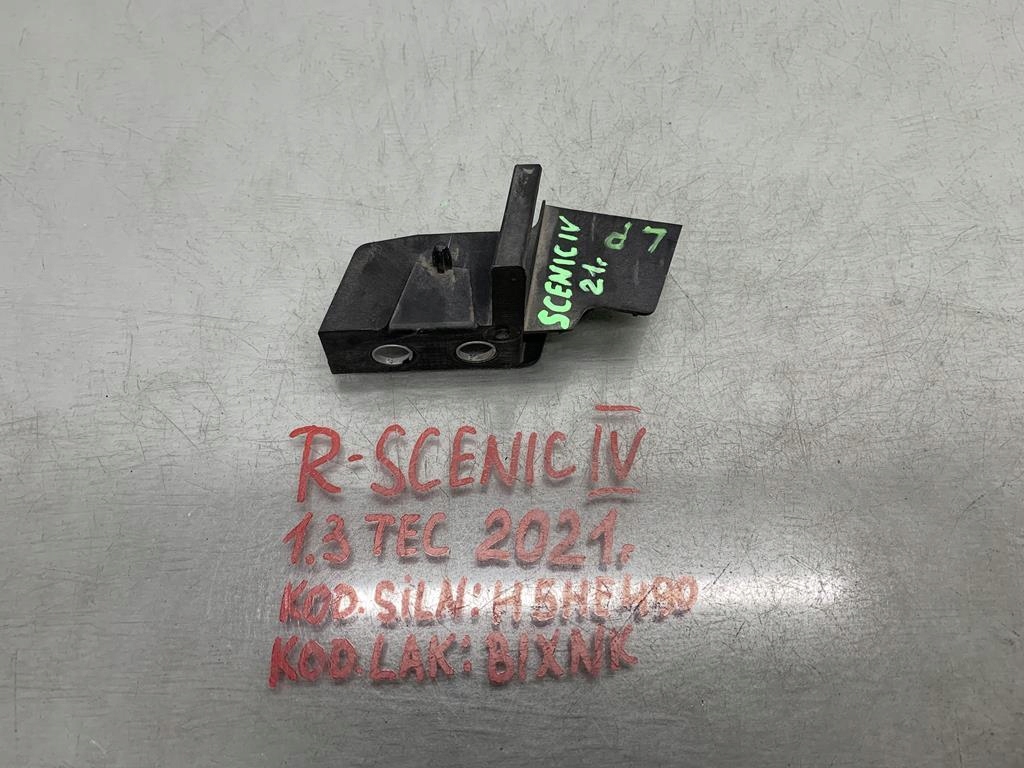 SCENIC IV
21r
R-SCENIC IV
1.3 TEC 2021r.
KOD. SILN: H5HE490
KOD. LAK: BIXNK